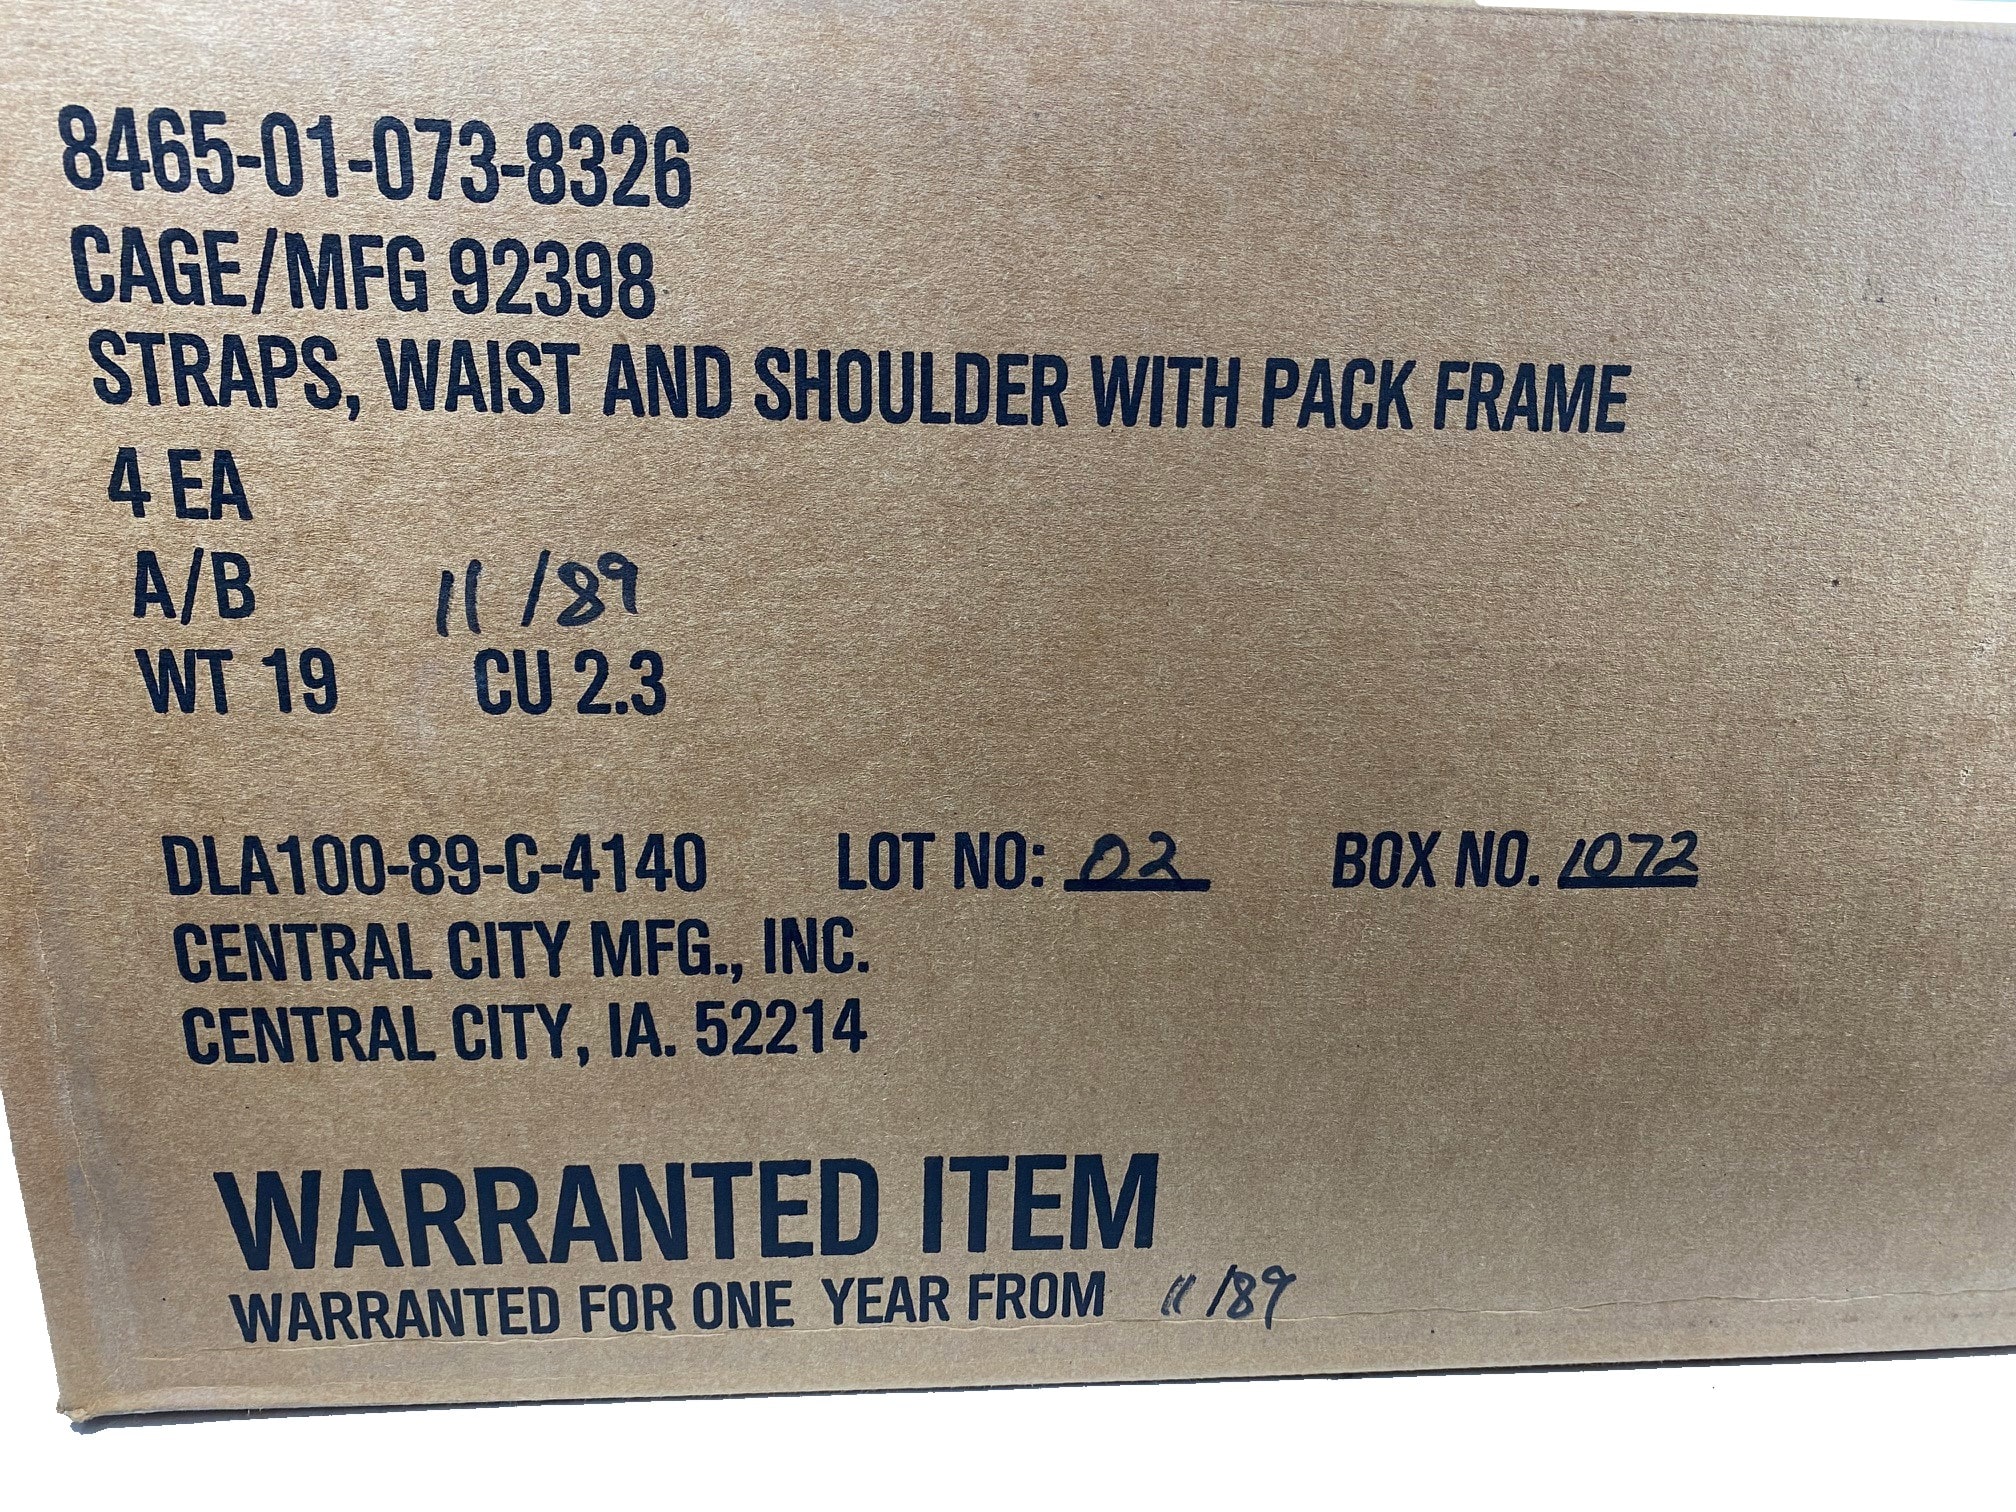 8465-01-073-8326
CAGE/MFG 92398
STRAPS, WAIST AND SHOULDER WITH PACK FRAME
4 EA
A/B 11/89
WT 19 CU 2.3
DLA100-89-C-4140 LOT NO: 02 BOX NO. 1072
CENTRAL CITY MFG., INC.
CENTRAL CITY, IA. 52214
WARRANTED ITEM
WARRANTED FOR ONE YEAR FROM 11/89